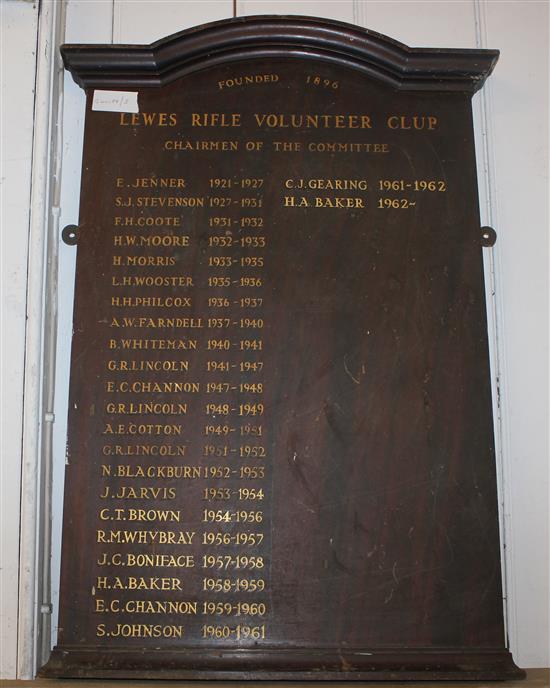 FOUNDED 1896
LEWES RIFLE VOLUNTEER CLUP
CHAIRMEN OF THE COMMITTEE
E. JENNER 1921-1927
S.J. STEVENSON 1927-1931
F.H. COOTE 1931-1932
H.W. MOORE 1932-1933
H. MORRIS 1933-1935
L.H. WOOSTER 1935-1936
H.H. PHILCOX 1936-1937
A.W. FARNDELL 1937-1940
B. WHITEMAN 1940-1941
G.R. LINCOLN 1941-1947
E.C. CHANNON 1947-1948
G.R. LINCOLN 1948-1949
A.E. COTTON 1949-1951
G.R. LINCOLN 1951-1952
N. BLACKBURN 1952-1953
J. JARVIS 1953-1954
C.T. BROWN 1954-1956
R.M. WHYBRAY 1956-1957
J.C. BONIFACE 1957-1958
H.A. BAKER 1958-1959
E.C. CHANNON 1959-1960
S. JOHNSON 1960-1961
C.J. GEARING 1961-1962
H.A. BAKER 1962-